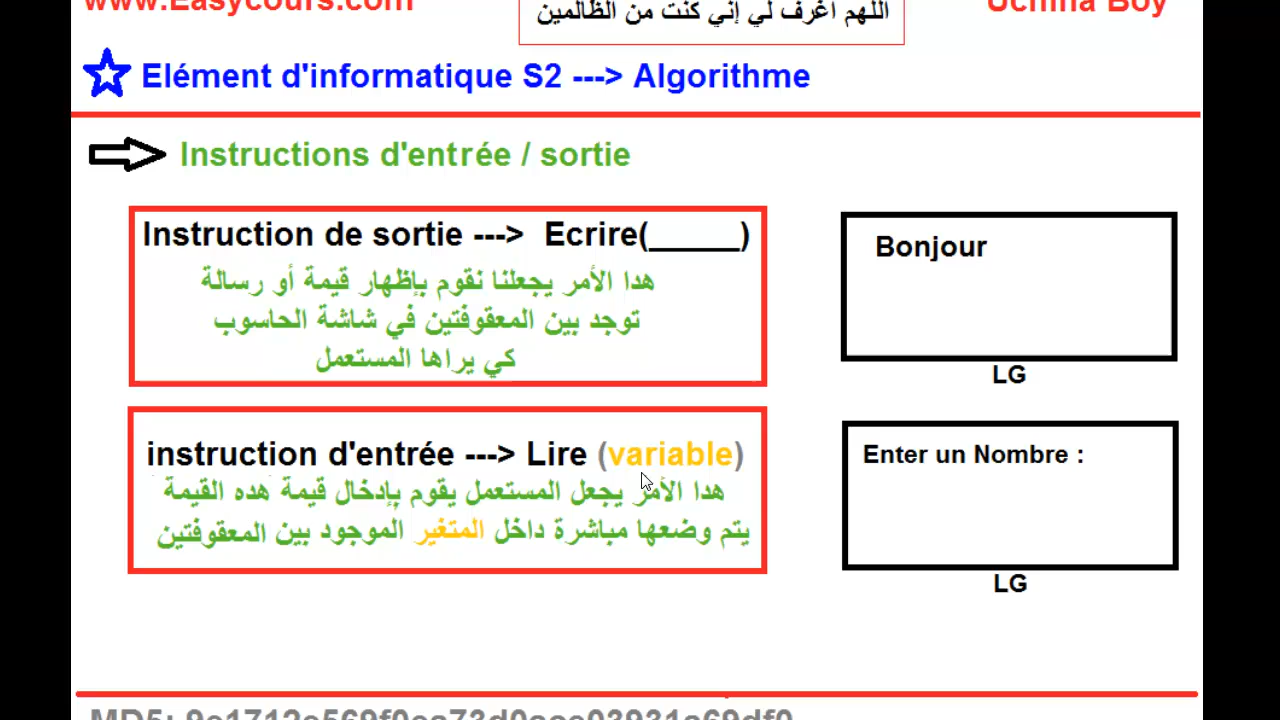 www.Easycours.com
اللهم اغرف لي إني كنت من الظالمين
Uchiha Boy
Elément d'informatique S2 ---> Algorithme
Instructions d'entrée / sortie
Instruction de sortie ---> Ecrire(_____)
هدا الأمر يجعلنا نقوم بإظهار قيمة أو رسالة
توجد بين المعقوفتين في شاشة الحاسوب
كي يراها المستعمل
Bonjour
LG
instruction d'entrée ---> Lire (variable)
هدا الأمر يجعل المستعمل يقوم بإدخال قيمة هده القيمة
يتم وضعها مباشرة داخل المتغير الموجود بين المعقوفتين
Enter un Nombre :
LG
MD5: